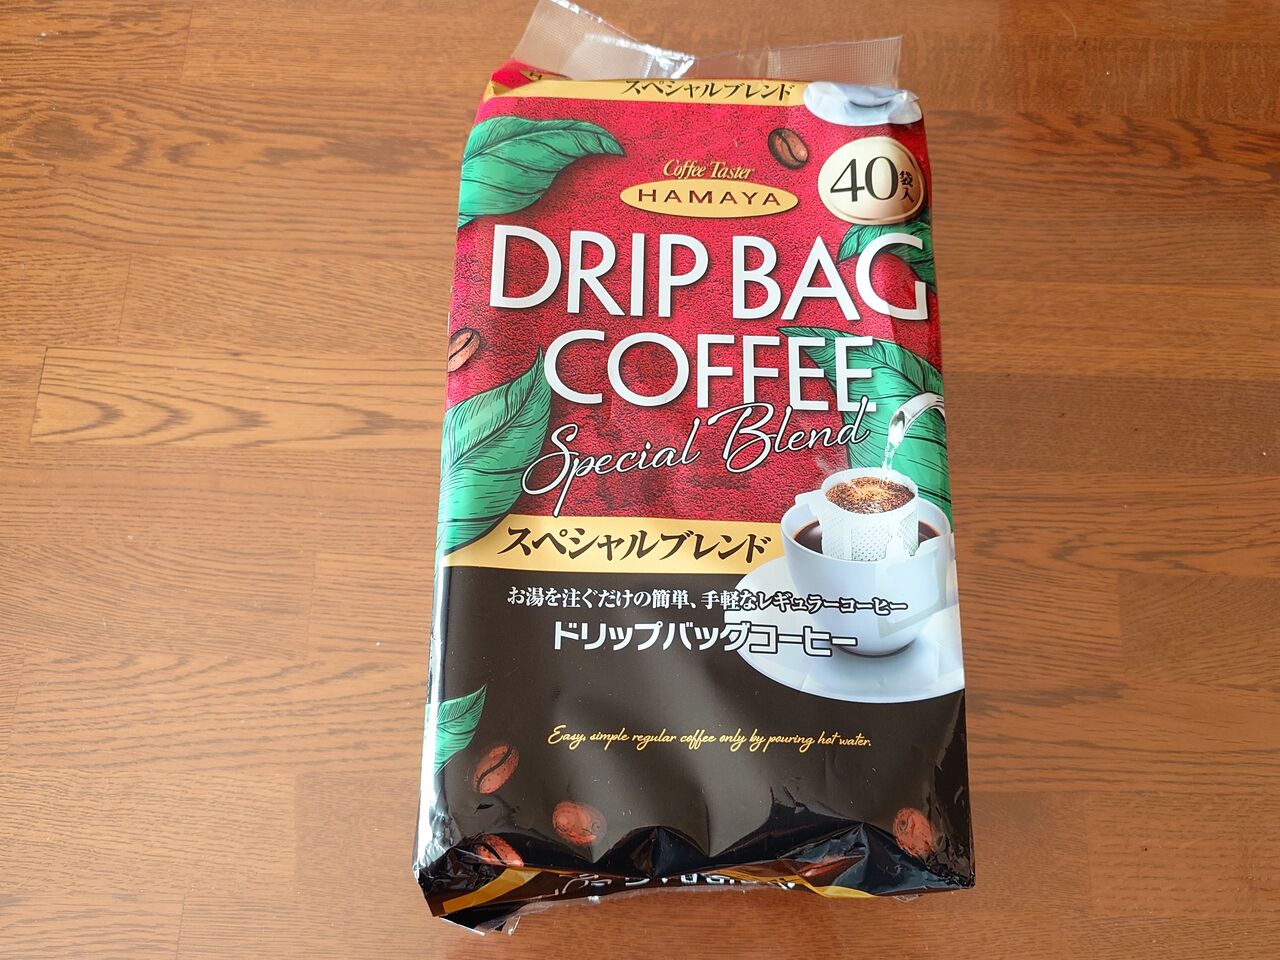 スペシャルブレンド
Coffee Taster
HAMAYA
40袋入
DRIP BAG
COFFEE
Special Blend
スペシャルブレンド
お湯を注ぐだけの簡単、手軽なレギュラーコーヒー
ドリップバッグコーヒー
Easy, simple regular coffee only by pouring hot water.